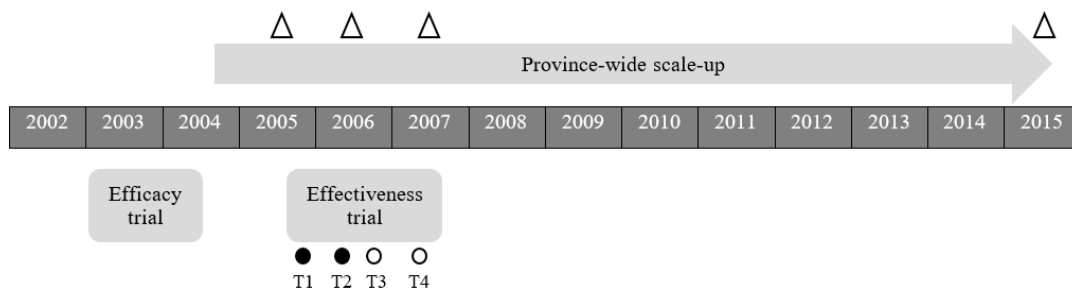 Province-wide scale-up
2002 2003 2004 2005 2006 2007 2008 2009 2010 2011 2012 2013 2014 2015
Efficacy
trial
Effectiveness
trial
T1 T2 T3 T4